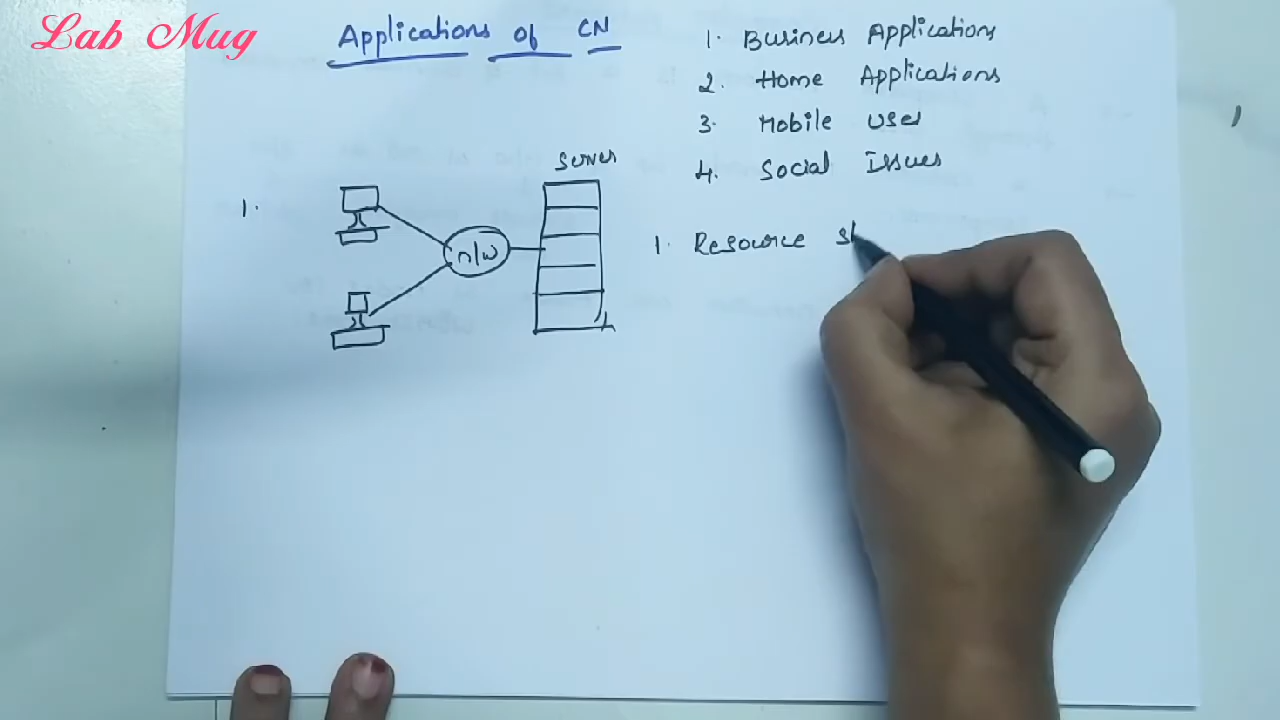 Lab Mug
Applications of CN
1. Business Applications
2. Home Applications
3. Mobile User
4. Social Issues
Server
1.
n/w
1. Resource sh